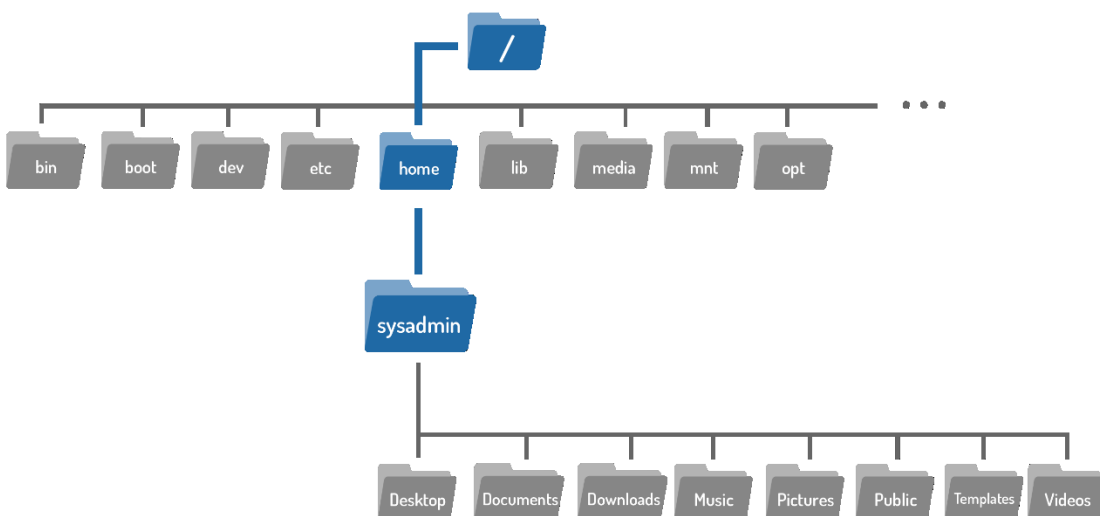 /
bin boot dev etc home lib media mnt opt
sysadmin
Desktop Documents Downloads Music Pictures Public Templates Videos